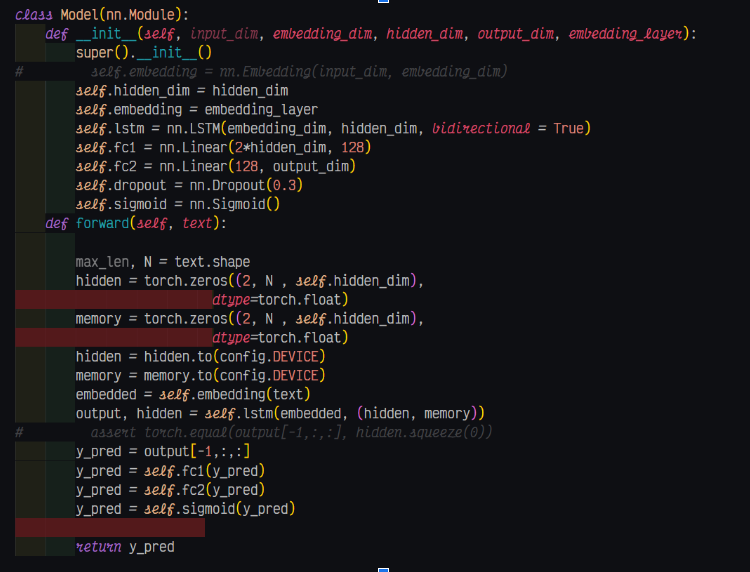 class Model(nn.Module):
    def __init__(self, input_dim, embedding_dim, hidden_dim, output_dim, embedding_layer):
        super().__init__()
#         self.embedding = nn.Embedding(input_dim, embedding_dim)
        self.hidden_dim = hidden_dim
        self.embedding = embedding_layer
        self.lstm = nn.LSTM(embedding_dim, hidden_dim, bidirectional = True)
        self.fc1 = nn.Linear(2*hidden_dim, 128)
        self.fc2 = nn.Linear(128, output_dim)
        self.dropout = nn.Dropout(0.3)
        self.sigmoid = nn.Sigmoid()
    def forward(self, text):
        max_len, N = text.shape
        hidden = torch.zeros((2, N , self.hidden_dim),
                          dtype=torch.float)
        memory = torch.zeros((2, N , self.hidden_dim),
                          dtype=torch.float)
        hidden = hidden.to(config.DEVICE)
        memory = memory.to(config.DEVICE)
        embedded = self.embedding(text)
        output, hidden = self.lstm(embedded, (hidden, memory))
#         assert torch.equal(output[-1,:,:], hidden.squeeze(0))
        y_pred = output[-1,:,:]
        y_pred = self.fc1(y_pred)
        y_pred = self.fc2(y_pred)
        y_pred = self.sigmoid(y_pred)
        return y_pred